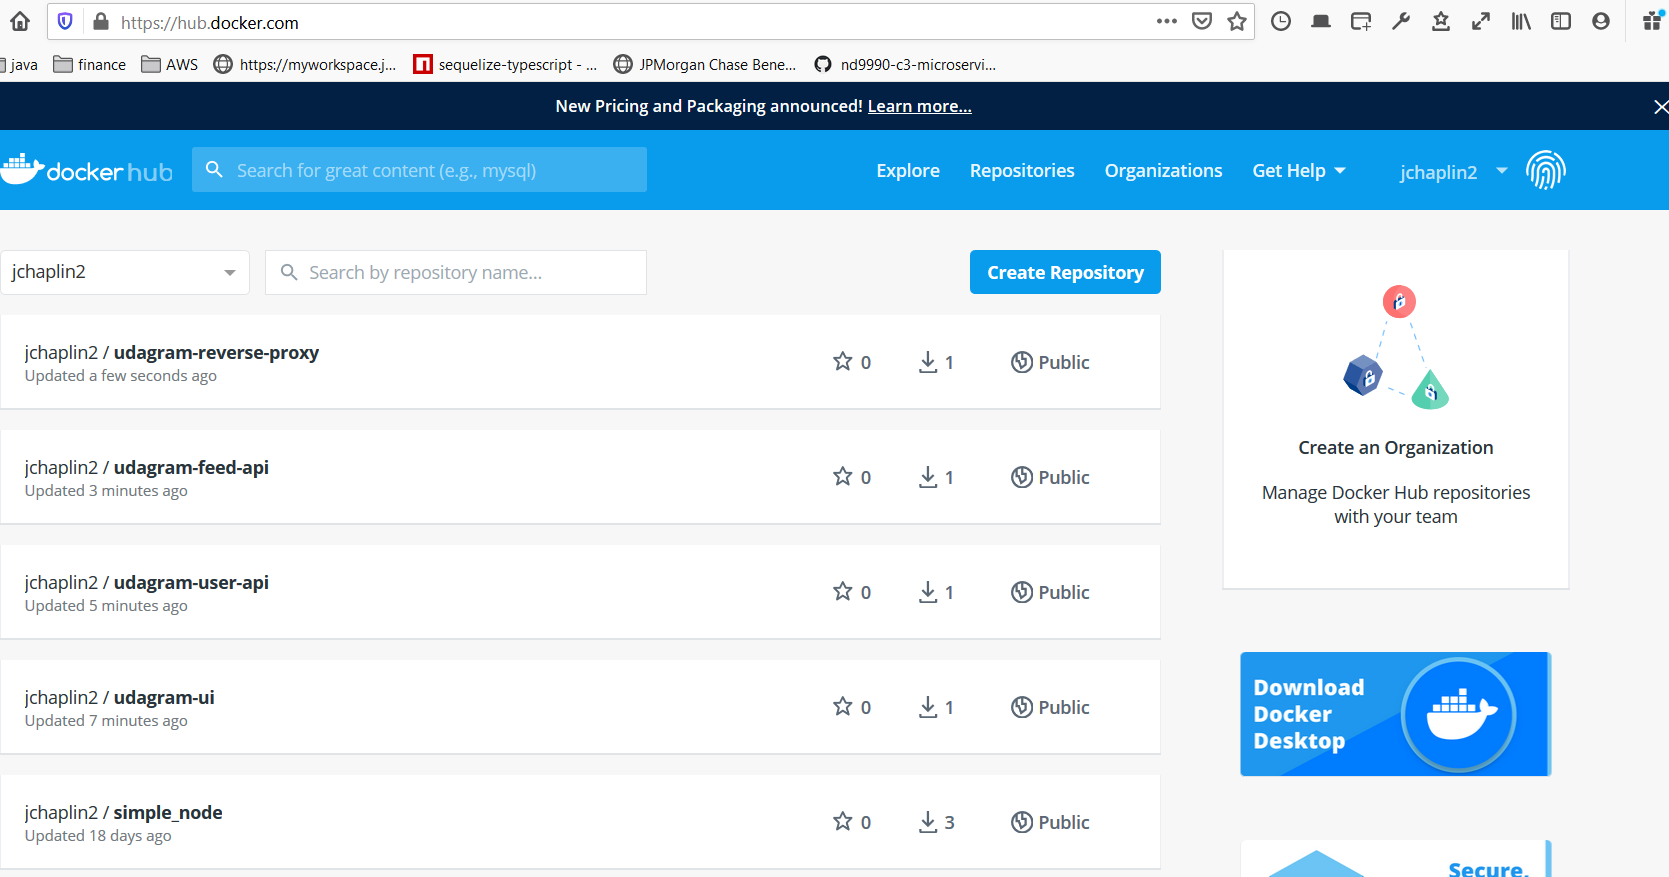 https://hub.docker.com
java finance AWS https://myworkspace.j... sequelize-typescript - ... JPMorgan Chase Bene... nd9990-c3-microservi...
New Pricing and Packaging announced! Learn more...
docker hub Search for great content (e.g., mysql) Explore Repositories Organizations Get Help jchaplin2
jchaplin2 Search by repository name... Create Repository
jchaplin2 / udagram-reverse-proxy 0 1 Public
Updated a few seconds ago
jchaplin2 / udagram-feed-api 0 1 Public
Updated 3 minutes ago
jchaplin2 / udagram-user-api 0 1 Public
Updated 5 minutes ago
jchaplin2 / udagram-ui 0 1 Public
Updated 7 minutes ago
jchaplin2 / simple_node 0 3 Public
Updated 18 days ago
Create an Organization
Manage Docker Hub repositories
with your team
Download
Docker
Desktop
Secure.